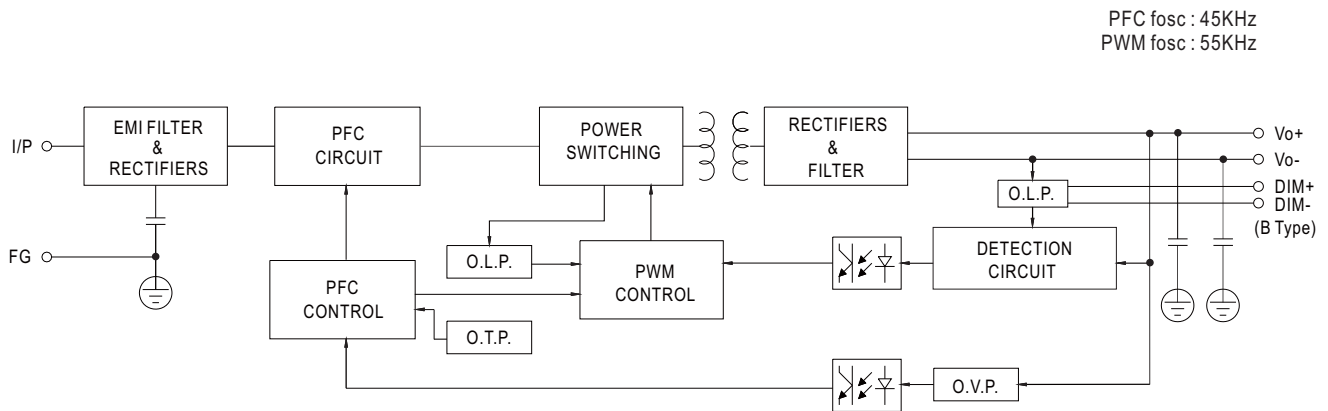 PFC fosc : 45KHz
PWM fosc : 55KHz
I/P
EMI FILTER
&
RECTIFIERS
PFC
CIRCUIT
POWER
SWITCHING
RECTIFIERS
&
FILTER
Vo+
Vo-
DIM+
DIM-
(B Type)
O.L.P.
FG
O.L.P.
PWM
CONTROL
DETECTION
CIRCUIT
PFC
CONTROL
O.T.P.
O.V.P.